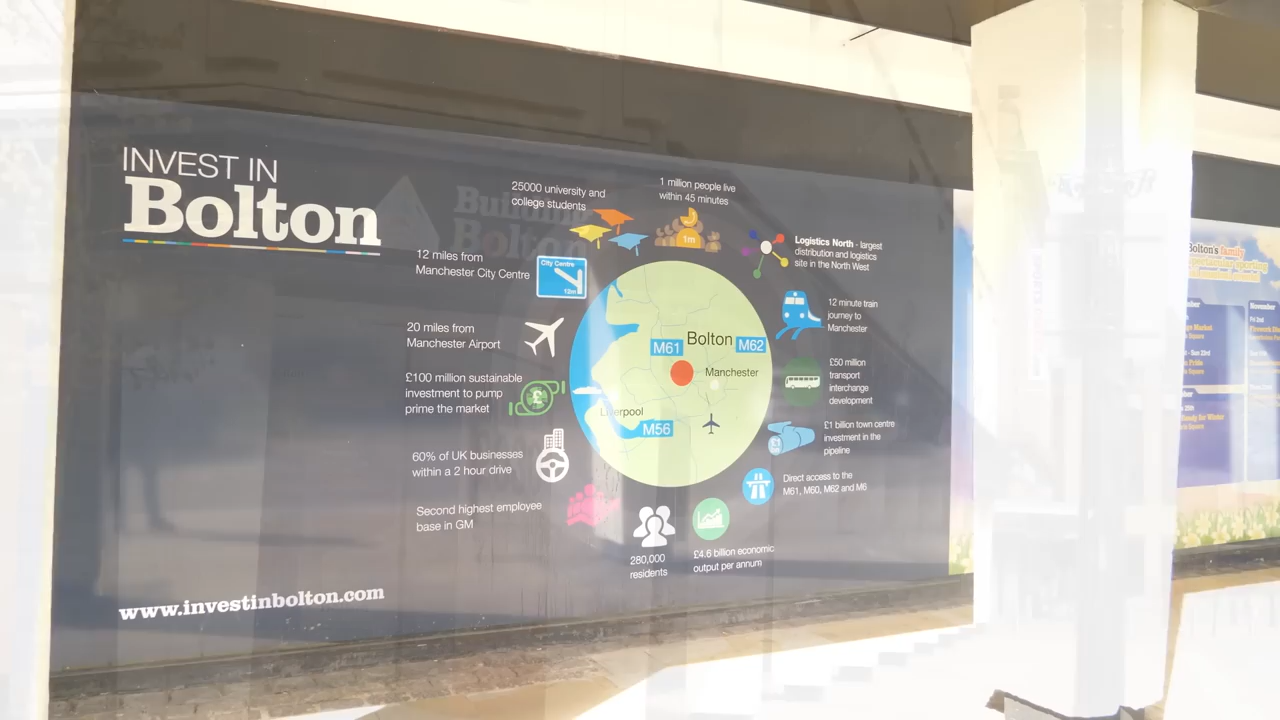 INVEST IN
Bolton
25000 university and
college students
1 million people live
within 45 minutes
1m
12 miles from
Manchester City Centre
City Centre
12m
Logistics North - largest
distribution and logistics
site in the North West
20 miles from
Manchester Airport
12 minute train
journey to
Manchester
£100 million sustainable
investment to pump
prime the market
£
£50 million
transport
interchange
development
Bolton
M61
M62
Manchester
Liverpool
M56
60% of UK businesses
within a 2 hour drive
£1 billion town centre
investment in the
pipeline
Second highest employee
base in GM
Direct access to the
M61, M60, M62 and M6
280,000
residents
£4.6 billion economic
output per annum
www.investinbolton.com
Building
Bolton
Bolton's family